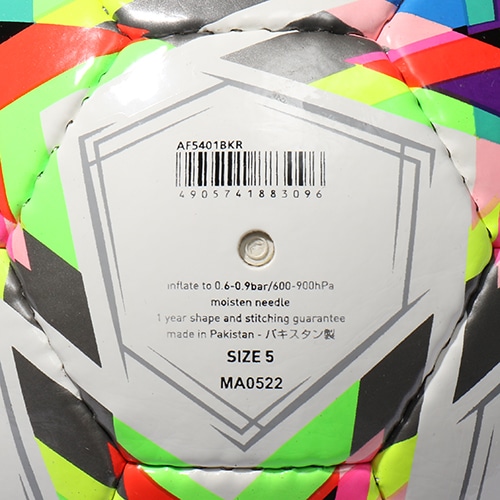 AF5401BKR
4905741883096
inflate to 0.6-0.9bar/600-900hPa
moisten needle
1 year shape and stitching guarantee
made in Pakistan - パキスタン製
SIZE 5
MA0522